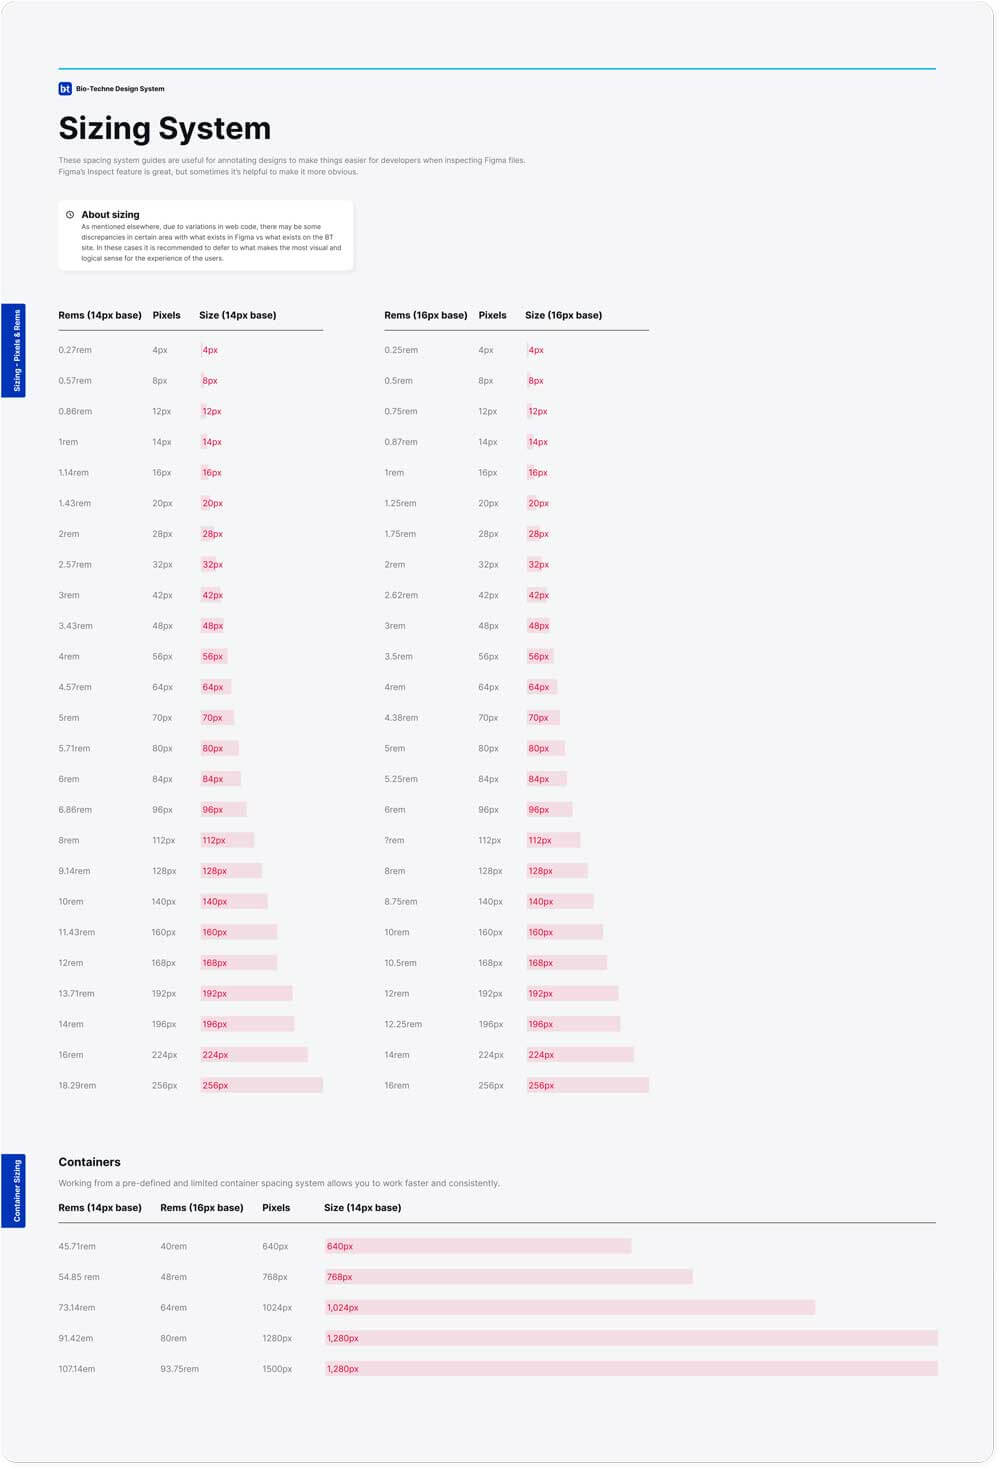 bt Bio-Techne Design System
Sizing System
These spacing system guides are useful for annotating designs to make things easier for developers when inspecting Figma files.
Figma's Inspect feature is great, but sometimes it's helpful to make it more obvious.
About sizing
As mentioned elsewhere, due to variations in web code, there may be some
discrepancies in certain area with what exists in Figma vs what exists on the BT
site. In these cases it is recommended to defer to what makes the most visual and
logical sense for the experience of the users.
Sizing - Pixels & Rems
Rems (14px base) Pixels Size (14px base) Rems (16px base) Pixels Size (16px base)
0.27rem 4px 4px 0.25rem 4px 4px
0.57rem 8px 8px 0.5rem 8px 8px
0.86rem 12px 12px 0.75rem 12px 12px
1rem 14px 14px 0.87rem 14px 14px
1.14rem 16px 16px 1rem 16px 16px
1.43rem 20px 20px 1.25rem 20px 20px
2rem 28px 28px 1.75rem 28px 28px
2.57rem 32px 32px 2rem 32px 32px
3rem 42px 42px 2.62rem 42px 42px
3.43rem 48px 48px 3rem 48px 48px
4rem 56px 56px 3.5rem 56px 56px
4.57rem 64px 64px 4rem 64px 64px
5rem 70px 70px 4.38rem 70px 70px
5.71rem 80px 80px 5rem 80px 80px
6rem 84px 84px 5.25rem 84px 84px
6.86rem 96px 96px 6rem 96px 96px
8rem 112px 112px ?rem 112px 112px
9.14rem 128px 128px 8rem 128px 128px
10rem 140px 140px 8.75rem 140px 140px
11.43rem 160px 160px 10rem 160px 160px
12rem 168px 168px 10.5rem 168px 168px
13.71rem 192px 192px 12rem 192px 192px
14rem 196px 196px 12.25rem 196px 196px
16rem 224px 224px 14rem 224px 224px
18.29rem 256px 256px 16rem 256px 256px
Container Sizing
Containers
Working from a pre-defined and limited container spacing system allows you to work faster and consistently.
Rems (14px base) Rems (16px base) Pixels Size (14px base)
45.71rem 40rem 640px 640px
54.85 rem 48rem 768px 768px
73.14rem 64rem 1024px 1,024px
91.42em 80rem 1280px 1,280px
107.14em 93.75rem 1500px 1,280px